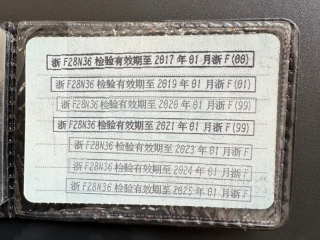 浙F28N36检验有效期至2017年01月浙F(00)
浙F28N36检验有效期至2019年01月浙F(01)
浙F28N36检验有效期至2020年01月浙F(99)
浙F28N36检验有效期至2021年01月浙F(99)
浙F28N36检验有效期至2023年01月浙F
浙F28N36检验有效期至2024年01月浙F
浙F28N36检验有效期至2025年01月浙F